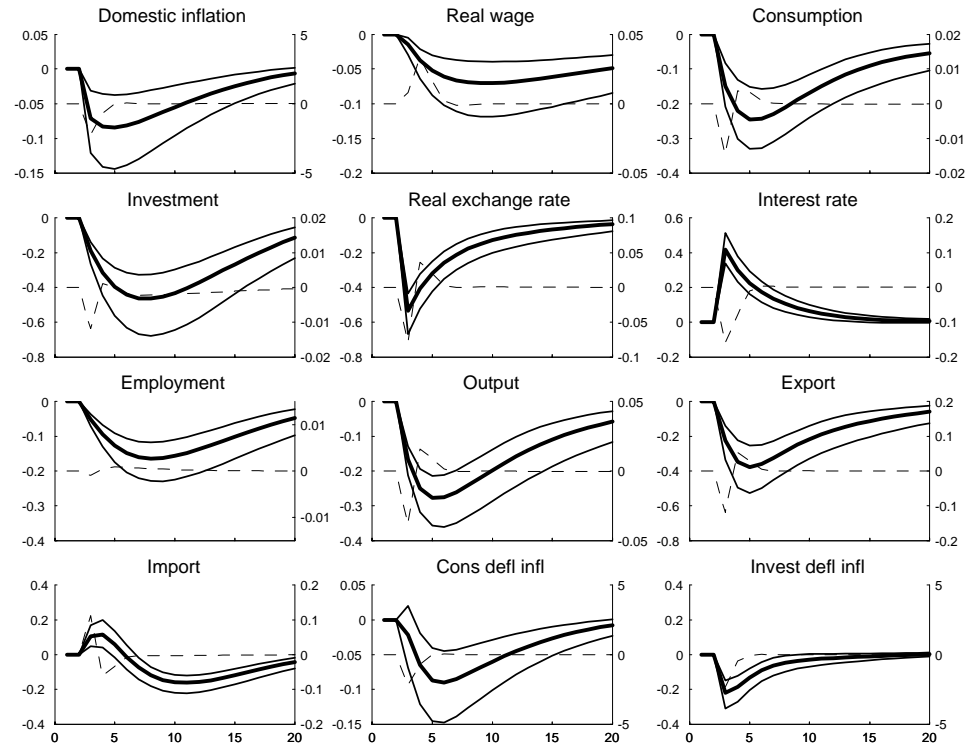 Domestic inflation Real wage Consumption
0.05 5 0 0.05 0 0.02
0 -0.05 -0.1 0.01
-0.05 0 -0.1 0 -0.2 0
-0.1 -0.15 -0.3 -0.01
-0.15 -5 -0.2 -0.05 -0.4 -0.02
Investment Real exchange rate Interest rate
0 0.02 0 0.1 0.6 0.2
-0.2 0.01 -0.2 0.05 0.4 0.1
-0.4 0 -0.4 0 0.2 0
-0.6 -0.01 -0.6 -0.05 0 -0.1
-0.8 -0.02 -0.8 -0.1 -0.2 -0.2
Employment Output Export
0 0 0.05 0 0.2
-0.1 0.01 -0.1 -0.1 0.1
-0.2 0 -0.2 0 -0.2 0
-0.3 -0.01 -0.3 -0.3 -0.1
-0.4 -0.4 -0.05 -0.4 -0.2
Import Cons defl infl Invest defl infl
0.4 0.2 0.05 5 0.4 5
0.2 0.1 0 0.2
0 0 -0.05 0 0 0
-0.2 -0.1 -0.1 -0.2
-0.4 -0.2 -0.15 -5 -0.4 -5
0 5 10 15 20 0 5 10 15 20 0 5 10 15 20